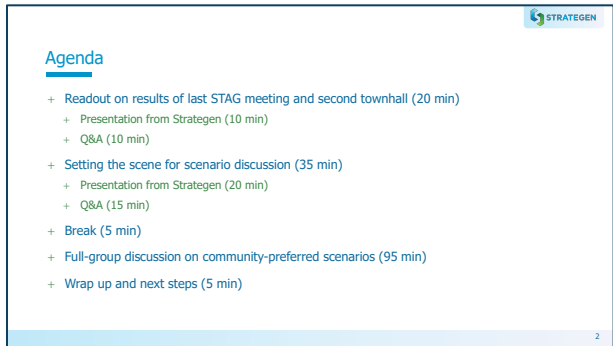 STRATEGEN
Agenda
+ Readout on results of last STAG meeting and second townhall (20 min)
+ Presentation from Strategen (10 min)
+ Q&A (10 min)
+ Setting the scene for scenario discussion (35 min)
+ Presentation from Strategen (20 min)
+ Q&A (15 min)
+ Break (5 min)
+ Full-group discussion on community-preferred scenarios (95 min)
+ Wrap up and next steps (5 min)
2